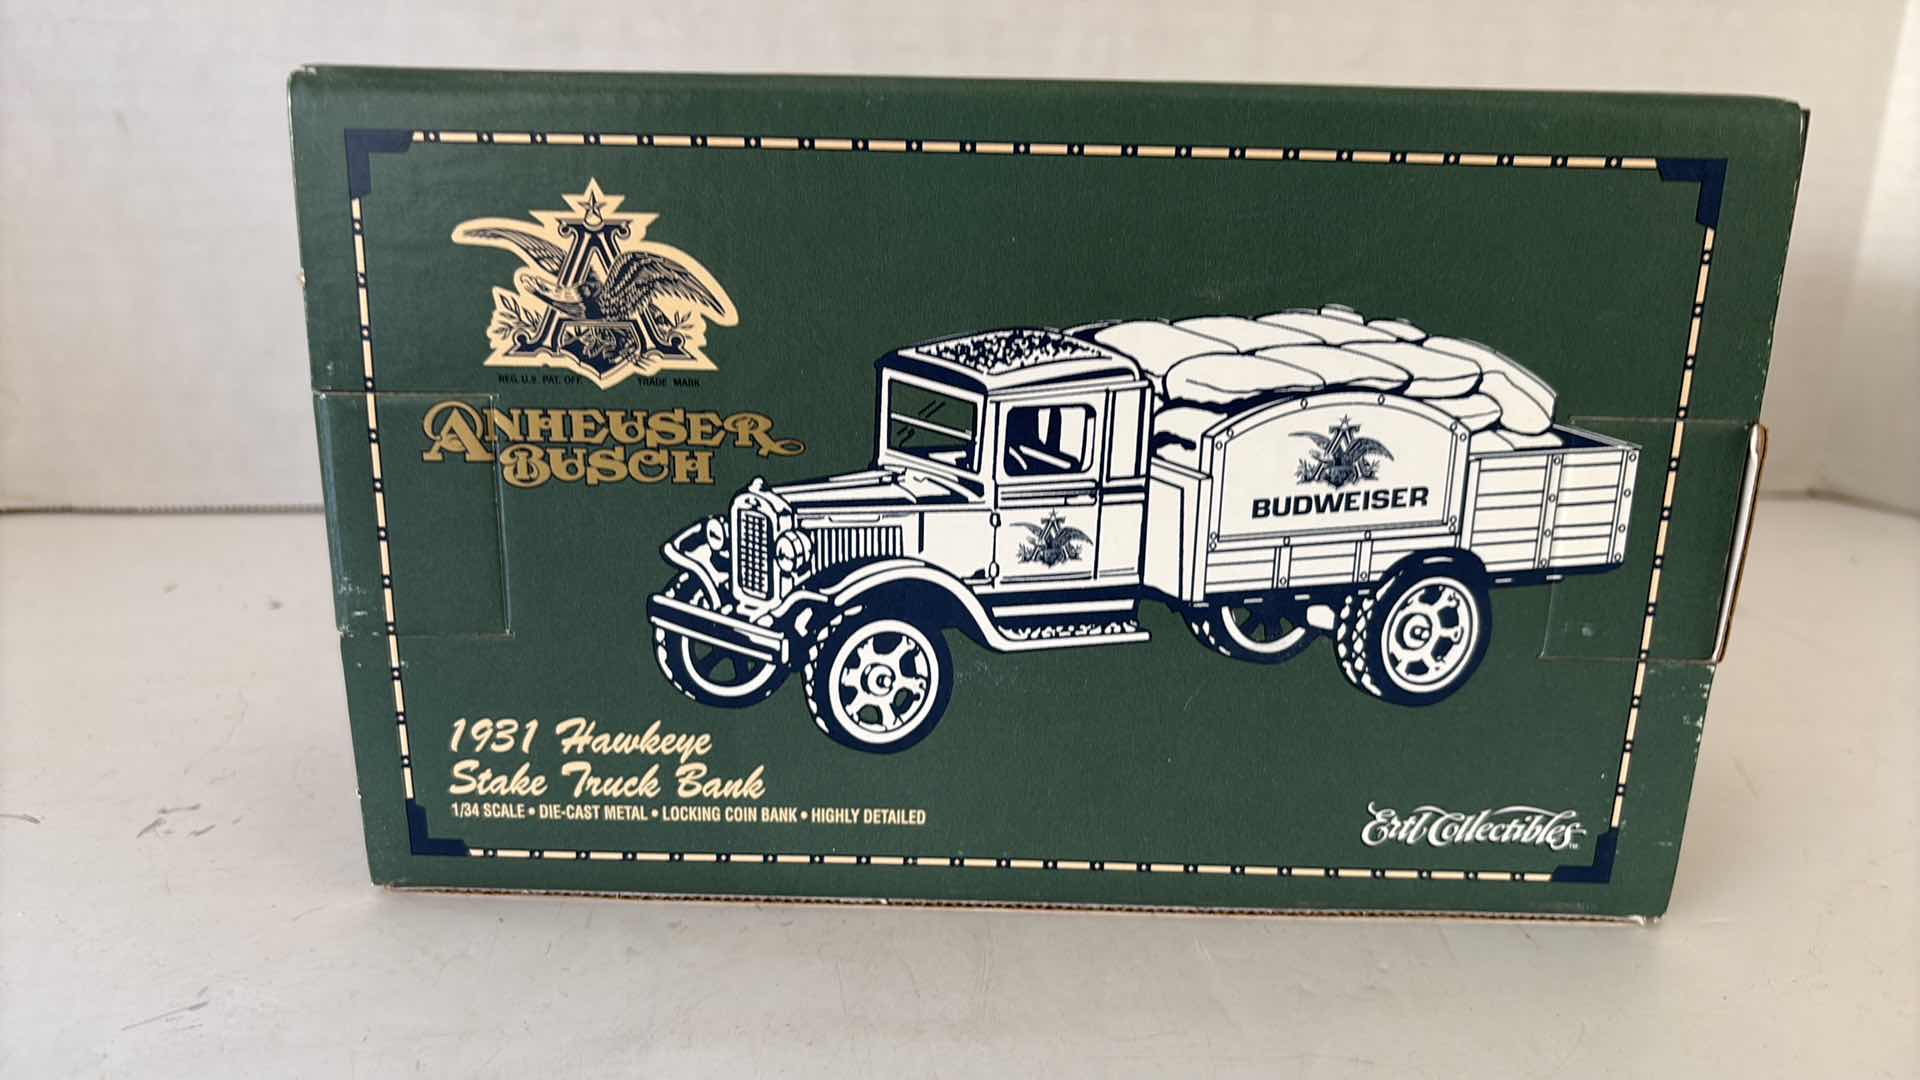 REG. U.S. PAT. OFF. TRADE MARK
ANHEUSER
BUSCH
BUDWEISER
1931 Hawkeye
Stake Truck Bank
1/34 SCALE • DIE-CAST METAL • LOCKING COIN BANK • HIGHLY DETAILED
Ertl Collectibles™